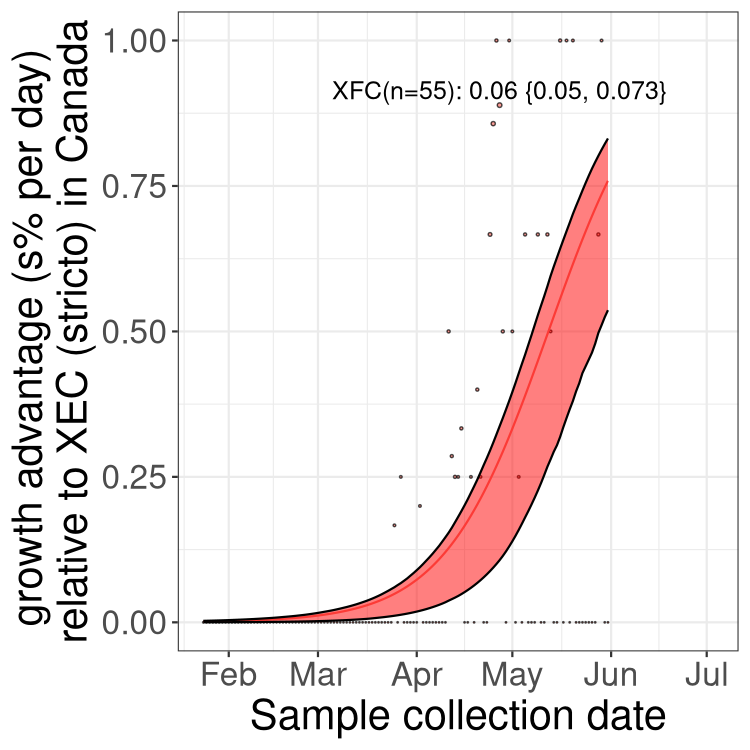 growth advantage (s% per day)
relative to XEC (stricto) in Canada
1.00
0.75
0.50
0.25
0.00
XFC(n=55): 0.06 {0.05, 0.073}
Feb Mar Apr May Jun Jul
Sample collection date